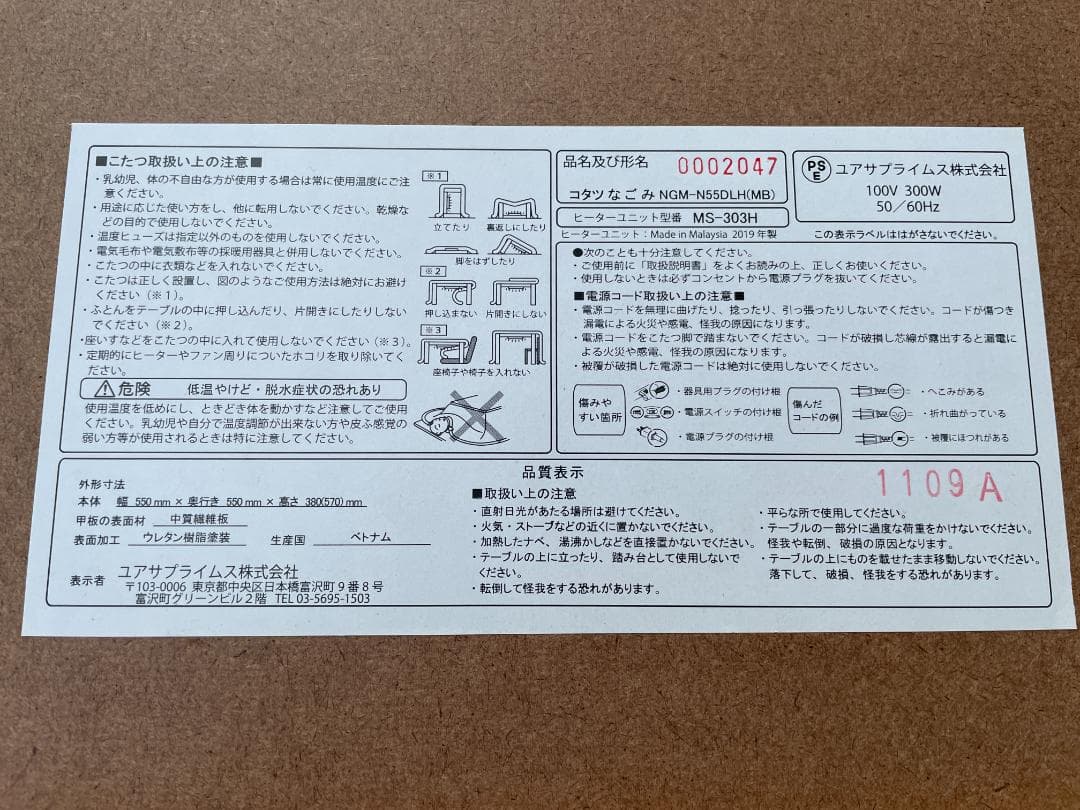 ■こたつ取扱い上の注意■
・乳幼児、体の不自由な方が使用する場合は常に使用温度にご注
意ください。
・用途に応じた使い方をし、他に転用しないでください。乾燥な
どの目的で使用しないでください。
・温度ヒューズは指定以外のものを使用しないでください。
・電気毛布や電気敷布等の採暖用器具と併用しないでください。
・こたつの中に衣類などを入れないでください。
・こたつは正しく設置し、図のようなご使用方法は絶対にお避け
ください（※１）。
・ふとんをテーブルの中に押し込んだり、片開きにしたりしない
でください（※２）。
・座いすなどをこたつの中に入れて使用しないでください（※３）。
・定期的にヒーターやファン周りについたホコリを取り除いてく
ださい。
※１
立てたり
裏返しにしたり
脚をはずしたり
※２
押し込まない
片開きにしない
※３
座椅子や椅子を入れない
危険 低温やけど・脱水症状の恐れあり
使用温度を低めにし、ときどき体を動かすなど注意してご使用
ください。乳幼児や自分で温度調節が出来ない方や皮ふ感覚の
弱い方等が使用されるときは特に注意してください。
品名及び形名 0002047
コタツ なごみ NGM-N55DLH(MB)
ヒーターユニット型番 MS-303H
ヒーターユニット：Made in Malaysia 2019 年製
PSE
ユアサプライムス株式会社
100V 300W
50／60Hz
この表示ラベルははがさないでください。
●次のことも十分注意してください。
・ご使用前に「取扱説明書」をよくお読みの上、正しくお使いください。
・使用しないときは必ずコンセントから電源プラグを抜いてください。
■電源コード取扱い上の注意■
・電源コードを無理に曲げたり、捻ったり、引っ張ったりしないでください。コードが傷つき
漏電による火災や感電、怪我の原因になります。
・電源コードをこたつ脚で踏まないでください。コードが破損し芯線が露出すると漏電に
よる火災や感電、怪我の原因になります。
・被覆が破損した電源コードは絶対に使用しないでください。
傷みや
すい箇所
・器具用プラグの付け根
・電源スイッチの付け根
・電源プラグの付け根
傷んだ
コードの例
・へこみがある
・折れ曲がっている
・被覆にほつれがある
品質表示
1109A
外形寸法
本体 幅 550mm × 奥行き 550mm × 高さ 380(570)mm
甲板の表面材 中質繊維板
表面加工 ウレタン樹脂塗装 生産国 ベトナム
表示者 ユアサプライムス株式会社
〒103-0006 東京都中央区日本橋富沢町９番８号
富沢町グリーンビル２階 TEL 03-5695-1503
■取扱い上の注意
・直射日光があたる場所は避けてください。
・火気・ストーブなどの近くに置かないでください。
・加熱したナベ、湯沸かしなどを直接置かないでください。
・テーブルの上に立ったり、踏み台として使用しないで
ください。
・転倒して怪我をする恐れがあります。
・平らな所で使用してください。
・テーブルの一部分に過度な荷重をかけないでください。
怪我や転倒、破損の原因となります。
・テーブルの上にものを載せたまま移動しないでください。
落下して、破損、怪我をする恐れがあります。